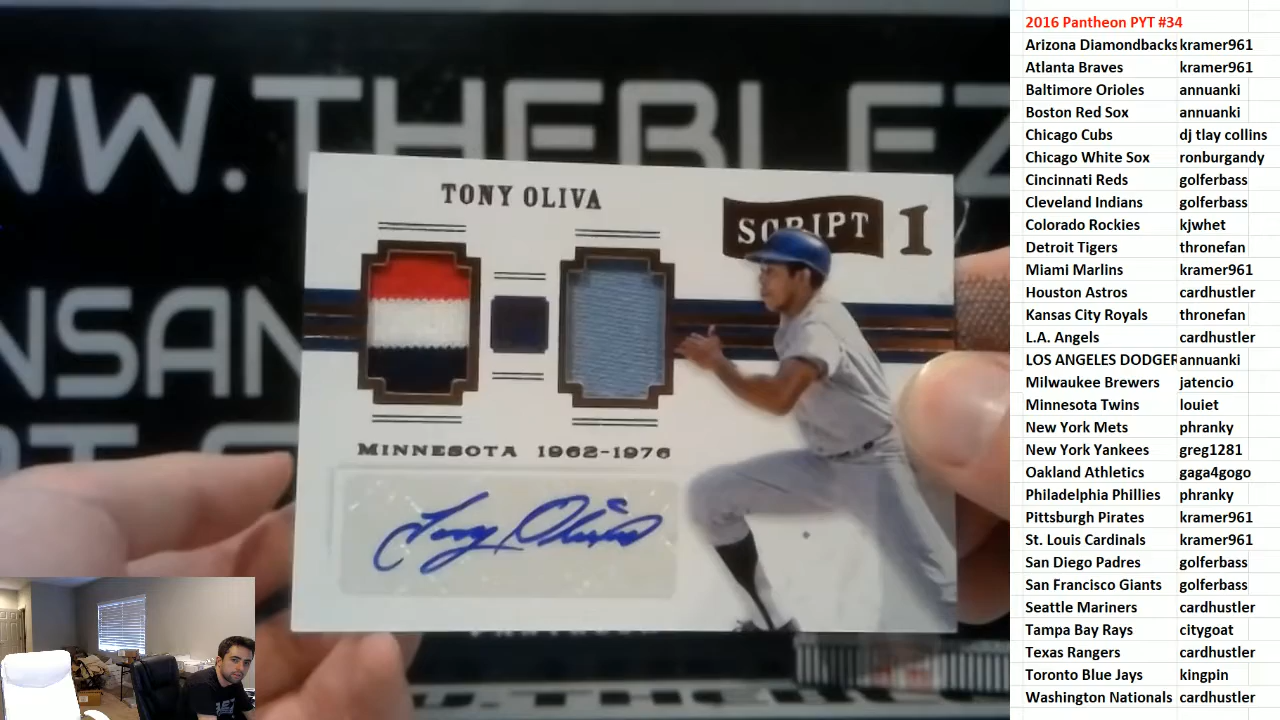 WWW.THEBLEZ
TONY OLIVA
SCRIPT 1
MINNESOTA 1962-1976
Tony Oliva
2016 Pantheon PYT #34
Arizona Diamondbacks kramer961
Atlanta Braves kramer961
Baltimore Orioles annuanki
Boston Red Sox annuanki
Chicago Cubs dj tlay collins
Chicago White Sox ronburgandy
Cincinnati Reds golferbass
Cleveland Indians golferbass
Colorado Rockies kjwhet
Detroit Tigers thronefan
Miami Marlins kramer961
Houston Astros cardhustler
Kansas City Royals thronefan
L.A. Angels cardhustler
LOS ANGELES DODGER annuanki
Milwaukee Brewers jatencio
Minnesota Twins louiet
New York Mets phranky
New York Yankees greg1281
Oakland Athletics gaga4gogo
Philadelphia Phillies phranky
Pittsburgh Pirates kramer961
St. Louis Cardinals kramer961
San Diego Padres golferbass
San Francisco Giants golferbass
Seattle Mariners cardhustler
Tampa Bay Rays citygoat
Texas Rangers cardhustler
Toronto Blue Jays kingpin
Washington Nationals cardhustler